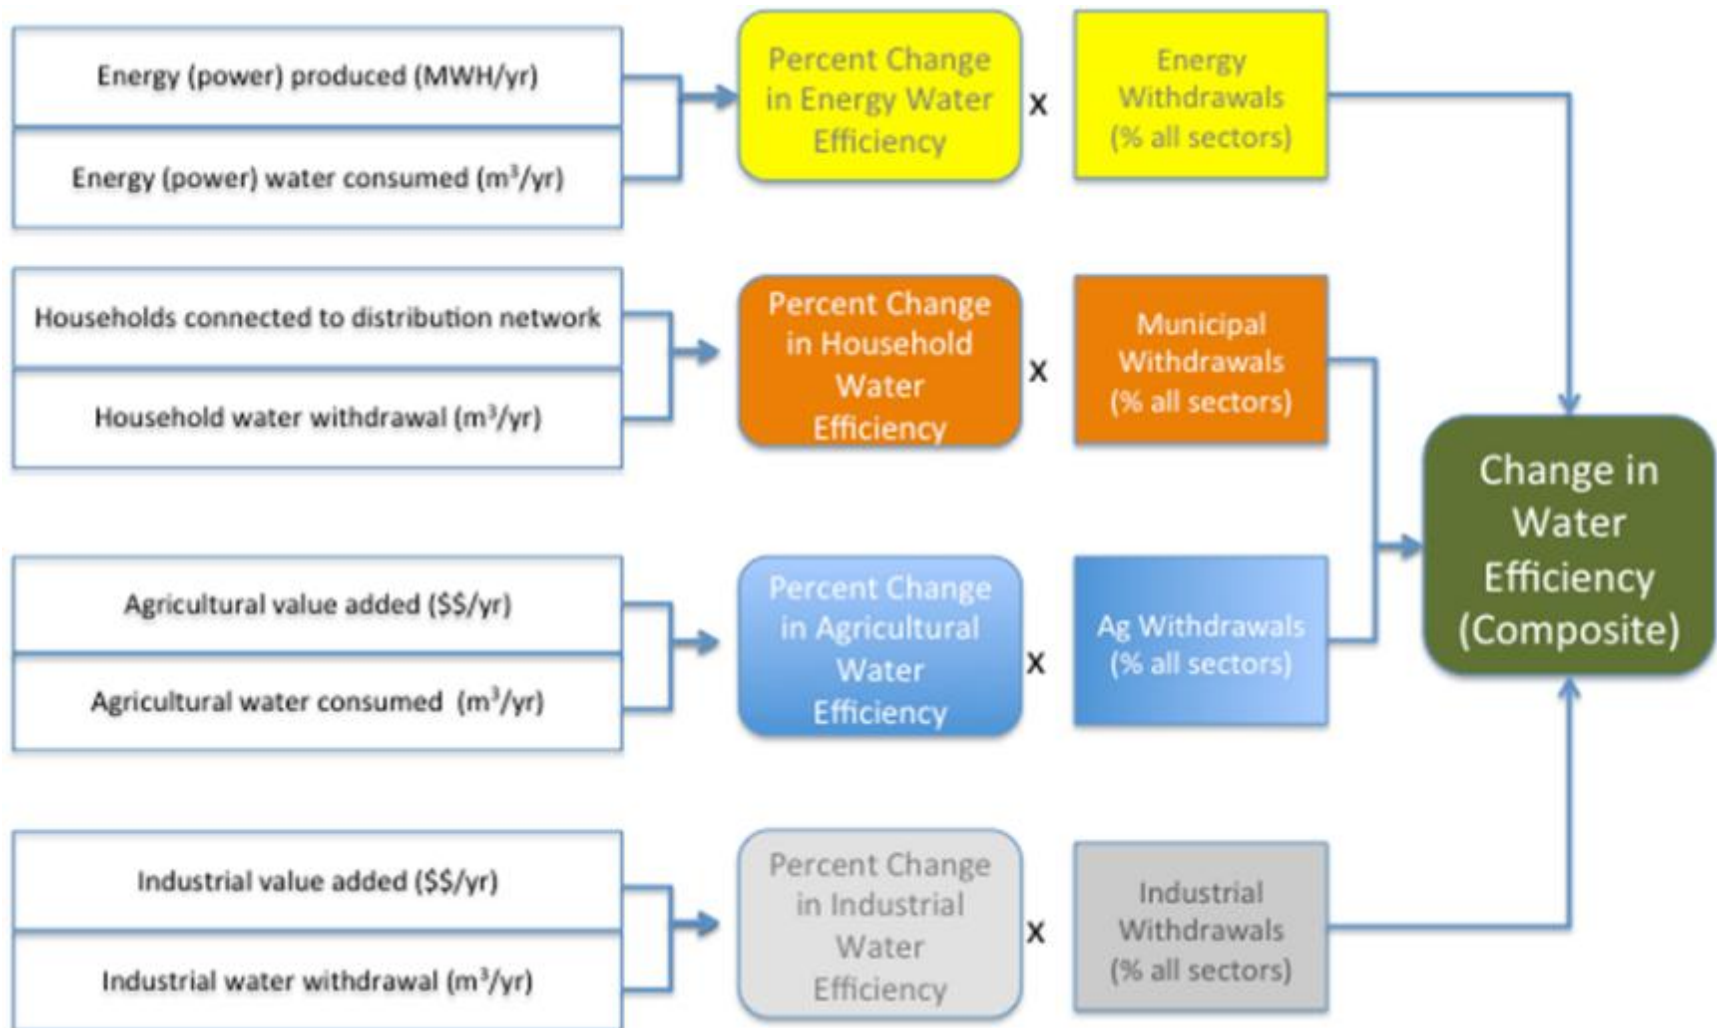 Energy (power) produced (MWH/yr)
Energy (power) water consumed (m³/yr)
Percent Change
in Energy Water
Efficiency
x
Energy
Withdrawals
(% all sectors)
Households connected to distribution network
Household water withdrawal (m³/yr)
Percent Change
in Household
Water
Efficiency
x
Municipal
Withdrawals
(% all sectors)
Agricultural value added ($$/yr)
Agricultural water consumed (m³/yr)
Percent Change
in Agricultural
Water
Efficiency
x
Ag Withdrawals
(% all sectors)
Industrial value added ($$/yr)
Industrial water withdrawal (m³/yr)
Percent Change
in Industrial
Water
Efficiency
x
Industrial
Withdrawals
(% all sectors)
Change in
Water
Efficiency
(Composite)